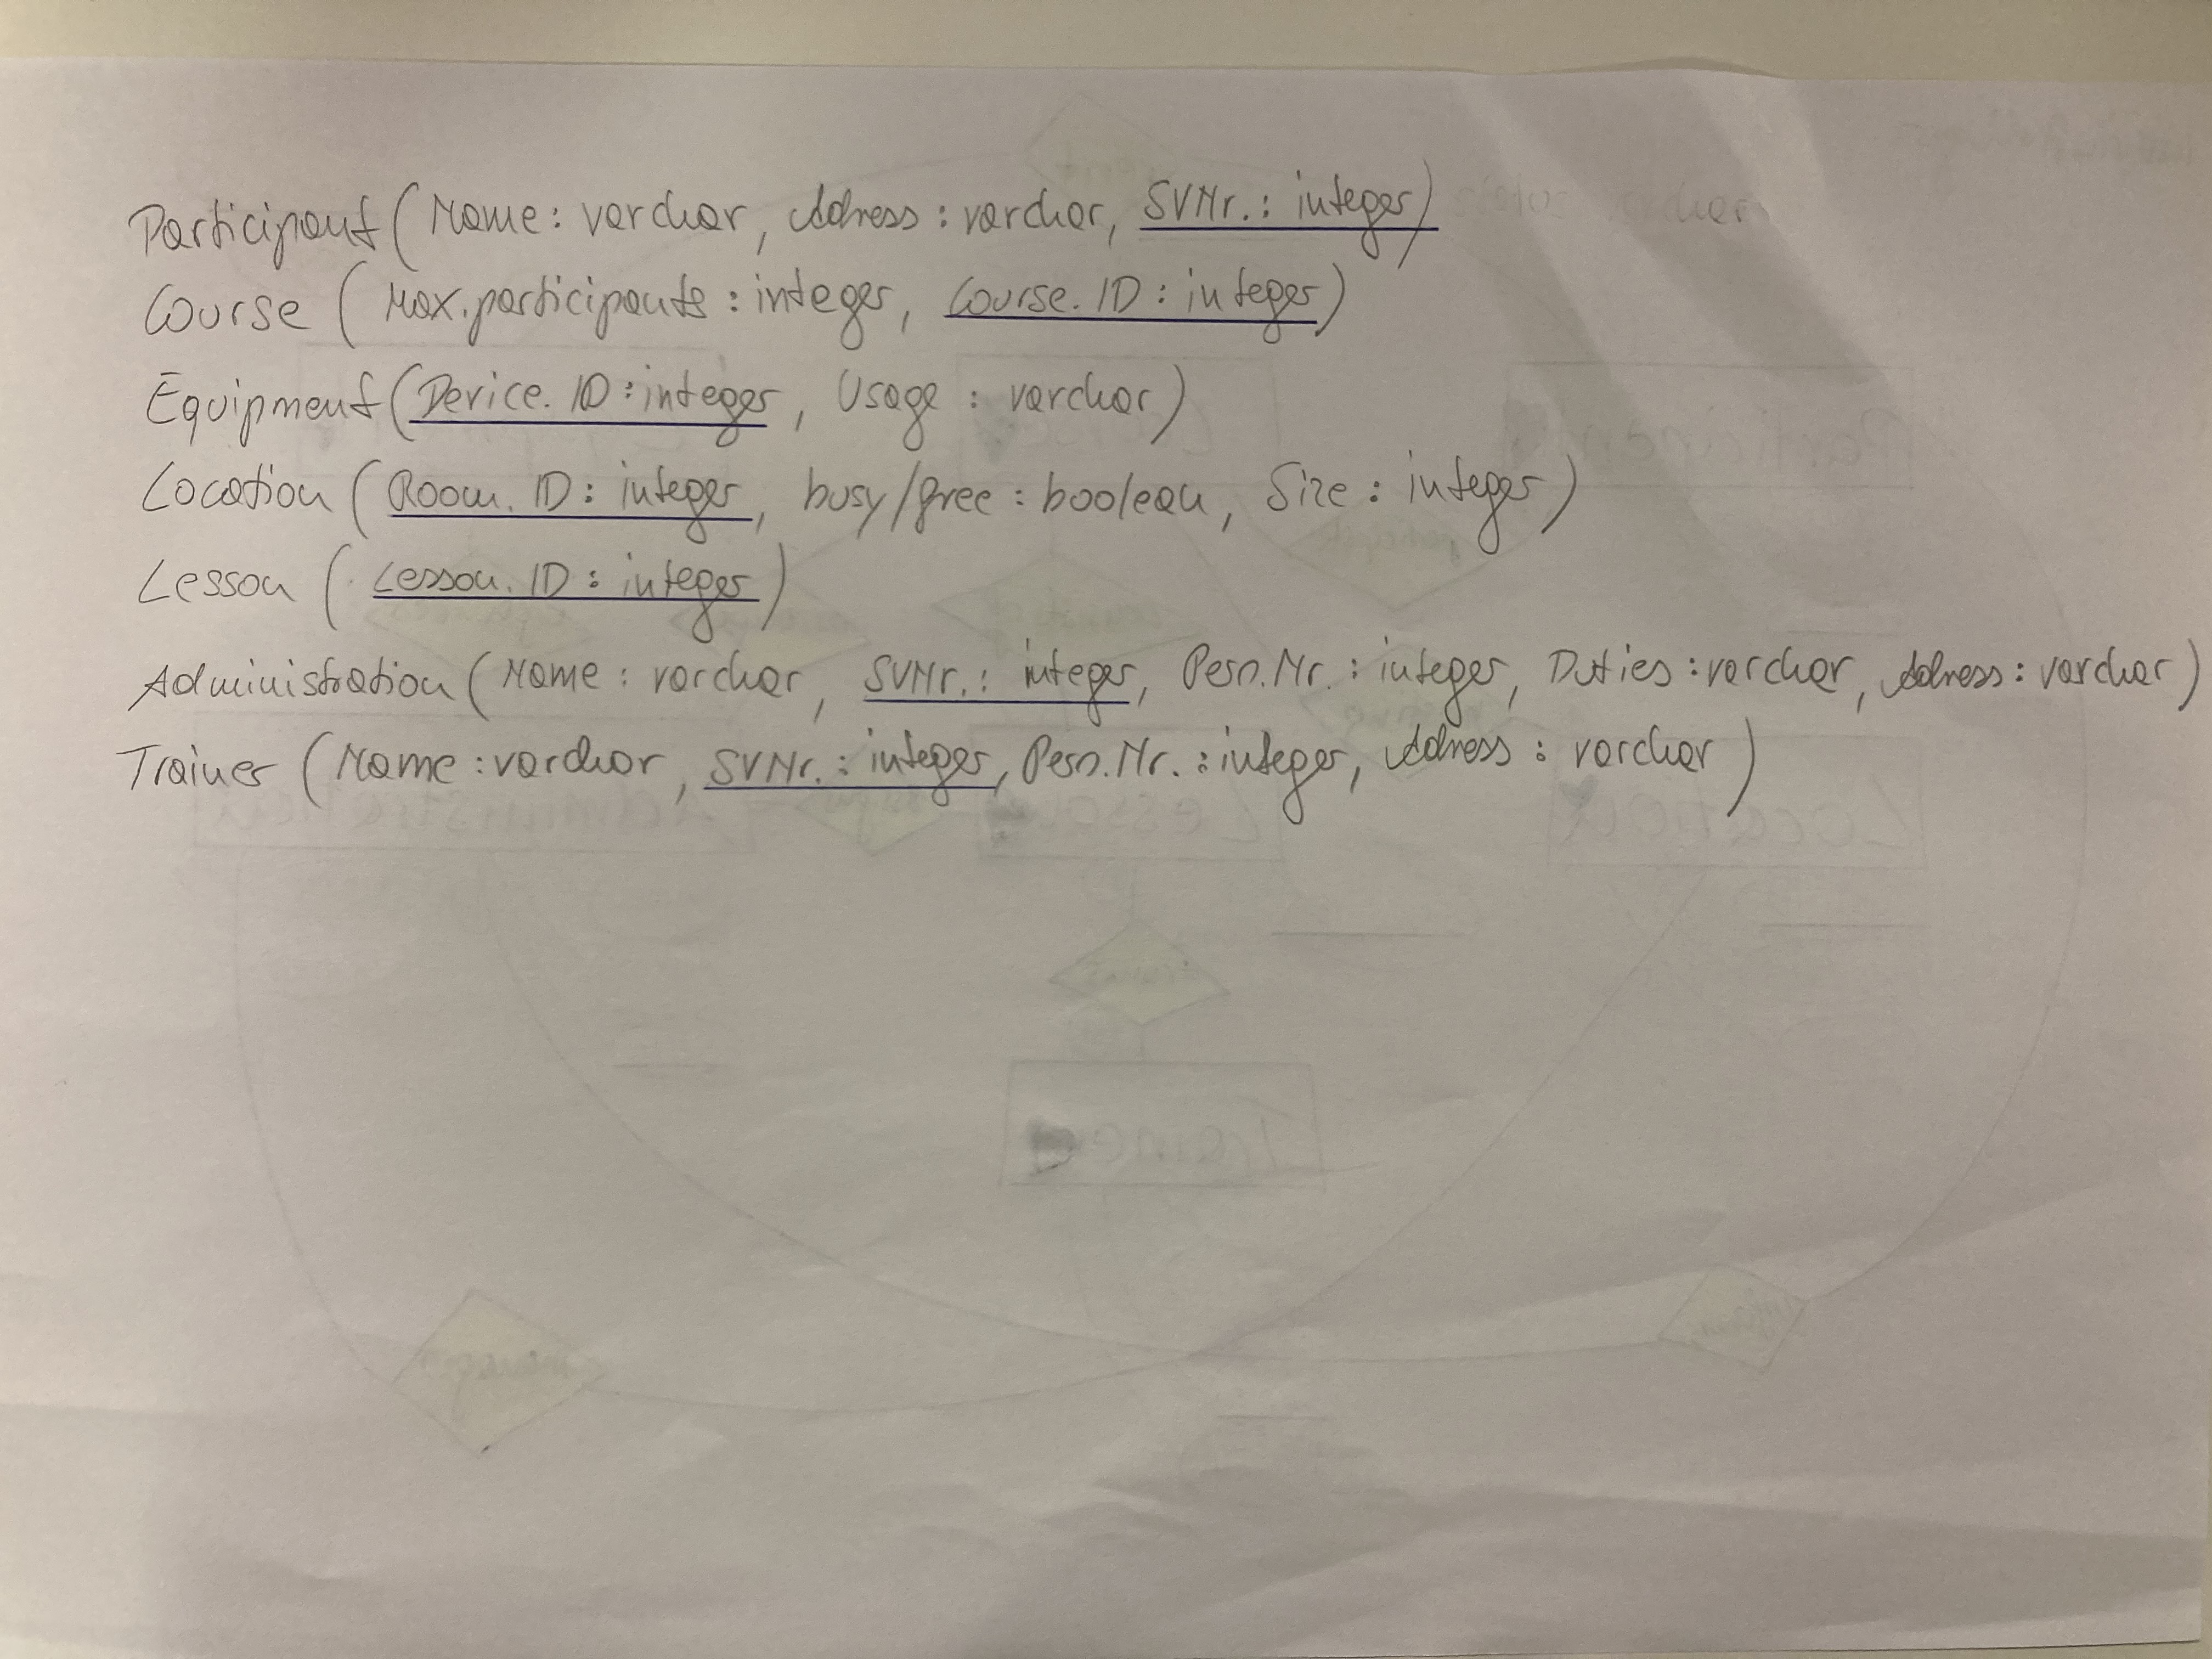 Participant (Name: varchar, Address: varchar, SVNr.: integer)
Course (Max.participants: integer, Course.ID: integer)
Equipment (Device.ID: integer, Usage: varchar)
Location (Room.ID: integer, busy/free: boolean, Size: integer)
Lesson (Lesson.ID: integer)
Administration (Name: varchar, SVNr.: integer, Persn.Nr.: integer, Duties: varchar, Address: varchar)
Trainer (Name: varchar, SVNr.: integer, Persn.Nr.: integer, Address: varchar)